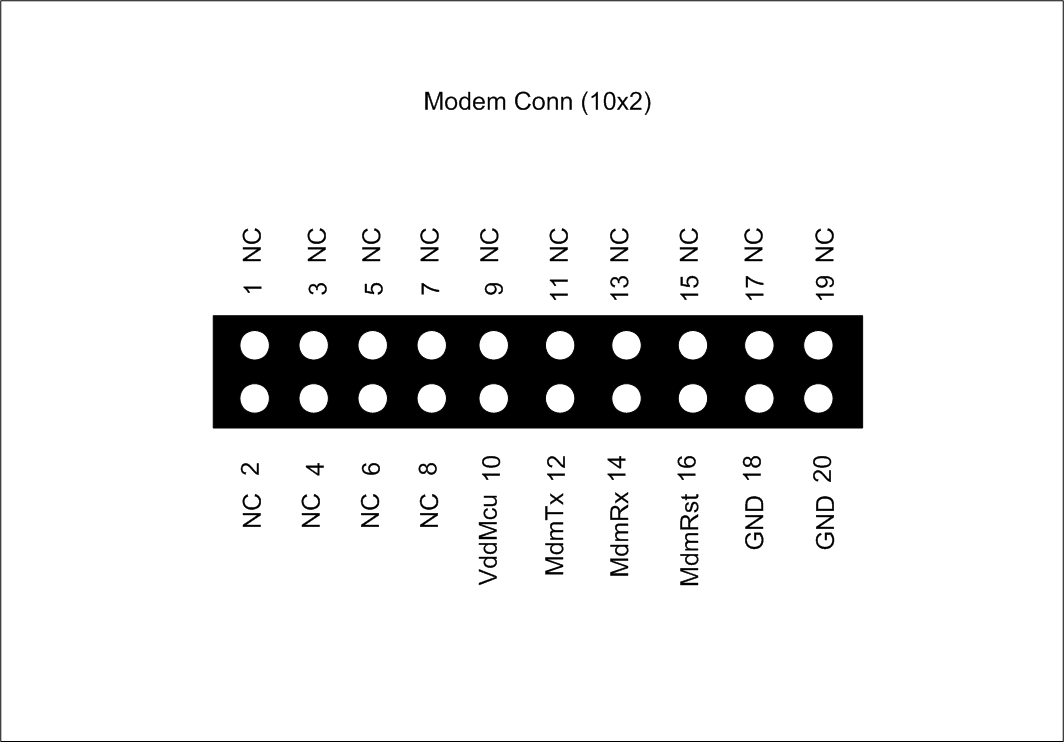 Modem Conn (10x2)
1 NC
3 NC
5 NC
7 NC
9 NC
11 NC
13 NC
15 NC
17 NC
19 NC
NC 2
NC 4
NC 6
NC 8
VddMcu 10
MdmTx 12
MdmRx 14
MdmRst 16
GND 18
GND 20